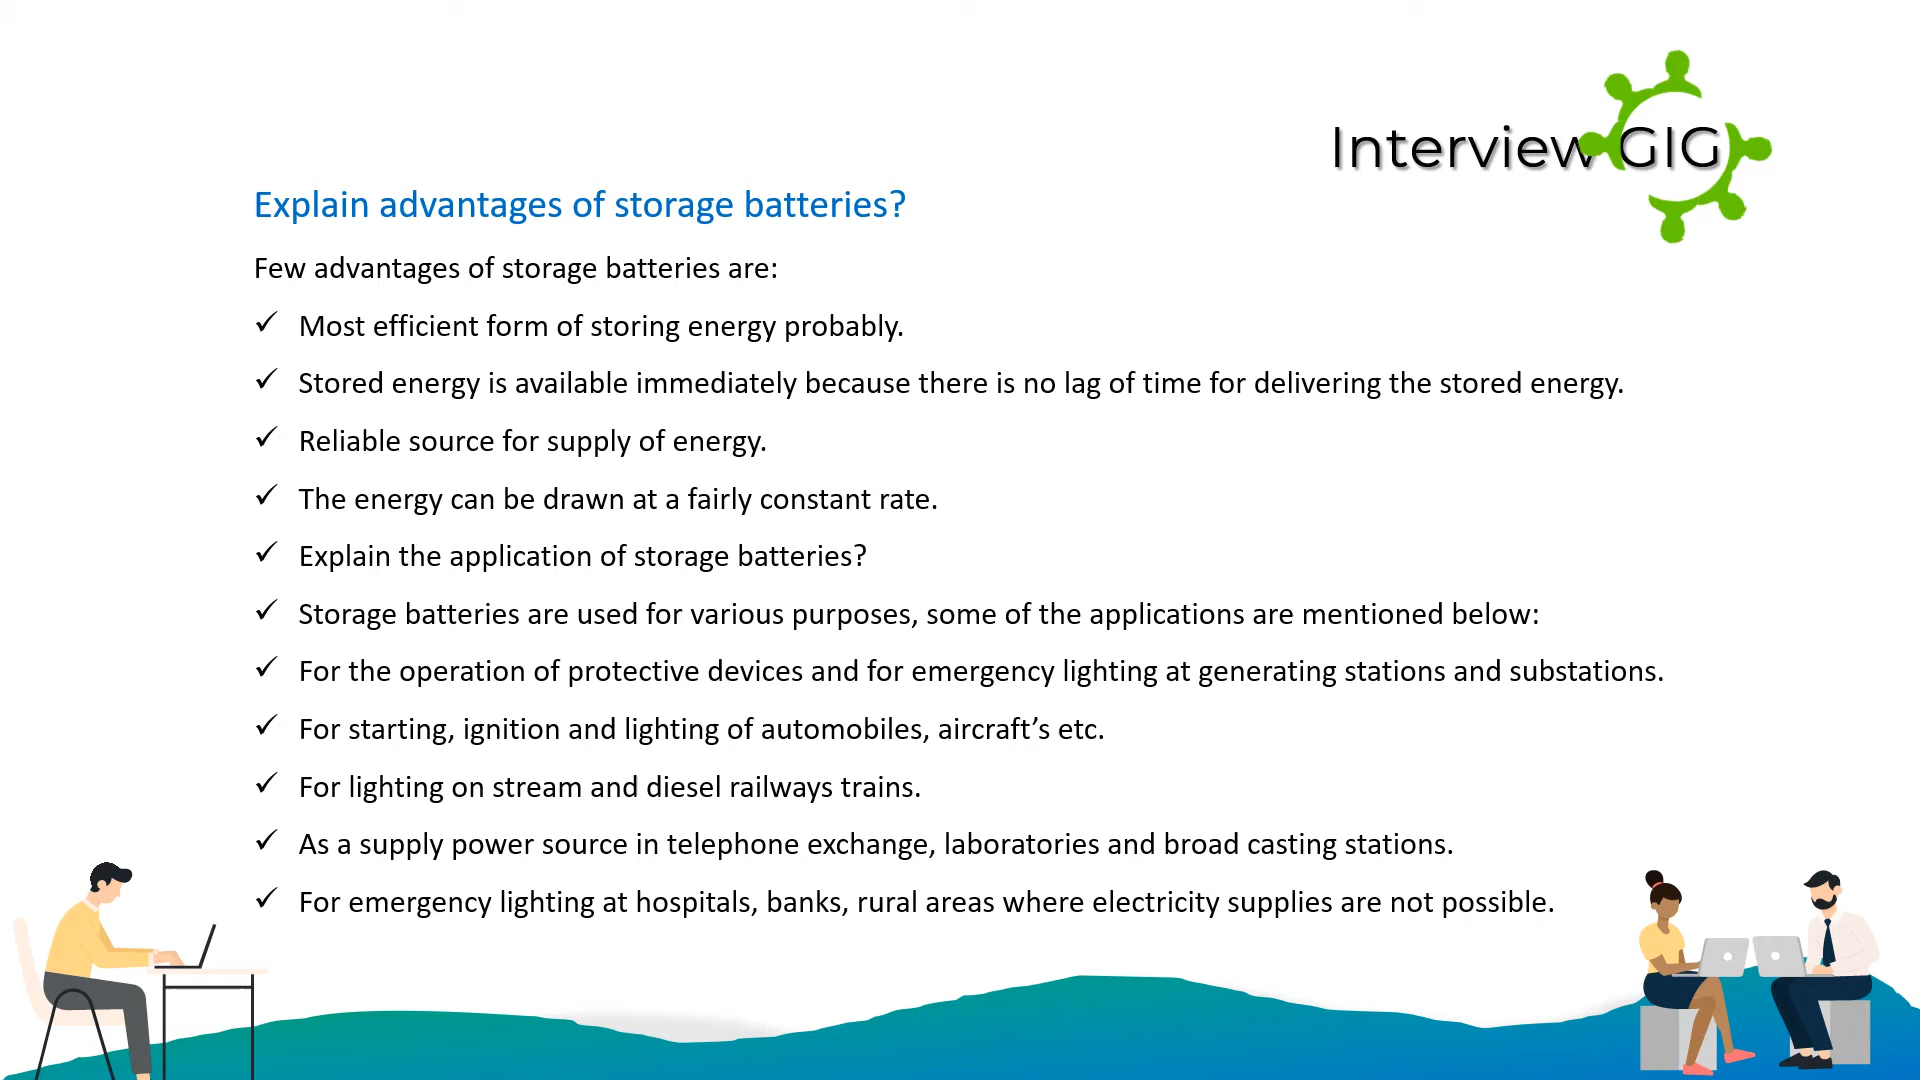 Interview GIG
Explain advantages of storage batteries?
Few advantages of storage batteries are:
✓ Most efficient form of storing energy probably.
✓ Stored energy is available immediately because there is no lag of time for delivering the stored energy.
✓ Reliable source for supply of energy.
✓ The energy can be drawn at a fairly constant rate.
✓ Explain the application of storage batteries?
✓ Storage batteries are used for various purposes, some of the applications are mentioned below:
✓ For the operation of protective devices and for emergency lighting at generating stations and substations.
✓ For starting, ignition and lighting of automobiles, aircraft’s etc.
✓ For lighting on stream and diesel railways trains.
✓ As a supply power source in telephone exchange, laboratories and broad casting stations.
✓ For emergency lighting at hospitals, banks, rural areas where electricity supplies are not possible.